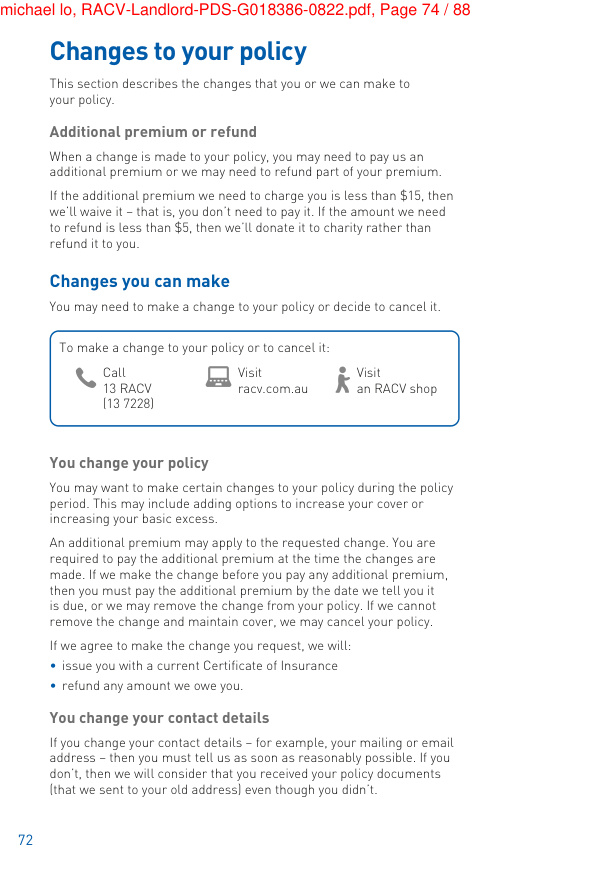 michael lo, RACV-Landlord-PDS-G018386-0822.pdf, Page 74 / 88
Changes to your policy
This section describes the changes that you or we can make to
your policy.
Additional premium or refund
When a change is made to your policy, you may need to pay us an
additional premium or we may need to refund part of your premium.
If the additional premium we need to charge you is less than $15, then
we'll waive it – that is, you don't need to pay it. If the amount we need
to refund is less than $5, then we'll donate it to charity rather than
refund it to you.
Changes you can make
You may need to make a change to your policy or decide to cancel it.
To make a change to your policy or to cancel it:
Call
13 RACV
(13 7228)
Visit
racv.com.au
Visit
an RACV shop
You change your policy
You may want to make certain changes to your policy during the policy
period. This may include adding options to increase your cover or
increasing your basic excess.
An additional premium may apply to the requested change. You are
required to pay the additional premium at the time the changes are
made. If we make the change before you pay any additional premium,
then you must pay the additional premium by the date we tell you it
is due, or we may remove the change from your policy. If we cannot
remove the change and maintain cover, we may cancel your policy.
If we agree to make the change you request, we will:
• issue you with a current Certificate of Insurance
• refund any amount we owe you.
You change your contact details
If you change your contact details – for example, your mailing or email
address – then you must tell us as soon as reasonably possible. If you
don't, then we will consider that you received your policy documents
(that we sent to your old address) even though you didn't.
72